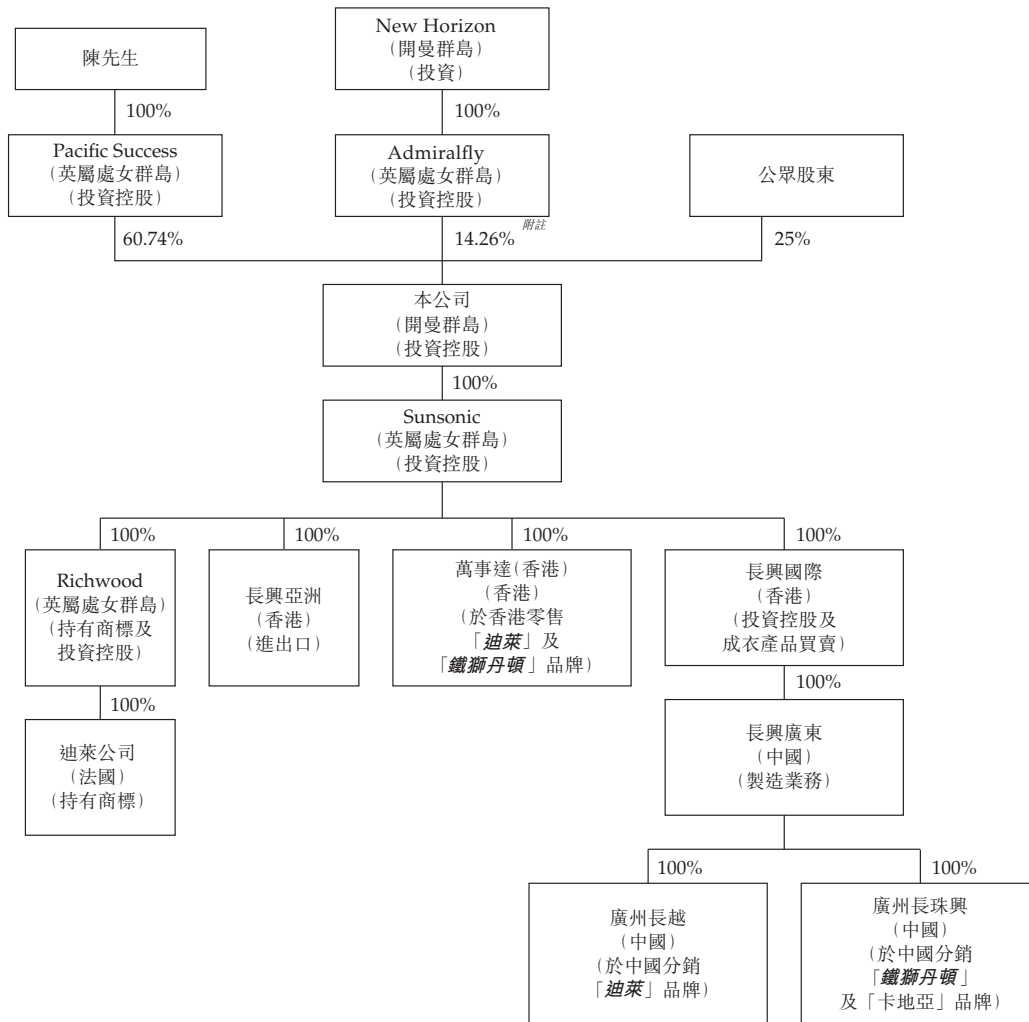 陳先生
New Horizon
（開曼群島）
（投資）
100%
100%
Pacific Success
（英屬處女群島）
（投資控股）
Admiralfly
（英屬處女群島）
（投資控股）
公眾股東
60.74%
14.26%附註
25%
本公司
（開曼群島）
（投資控股）
100%
Sunsonic
（英屬處女群島）
（投資控股）
100%
100%
100%
100%
Richwood
（英屬處女群島）
（持有商標及
投資控股）
長興亞洲
（香港）
（進出口）
萬事達（香港）
（香港）
（於香港零售
「迪萊」及
「鐵獅丹頓」品牌）
長興國際
（香港）
（投資控股及
成衣產品買賣）
100%
100%
迪萊公司
（法國）
（持有商標）
長興廣東
（中國）
（製造業務）
100%
100%
廣州長越
（中國）
（於中國分銷
「迪萊」品牌）
廣州長珠興
（中國）
（於中國分銷
「鐵獅丹頓」
及「卡地亞」品牌）